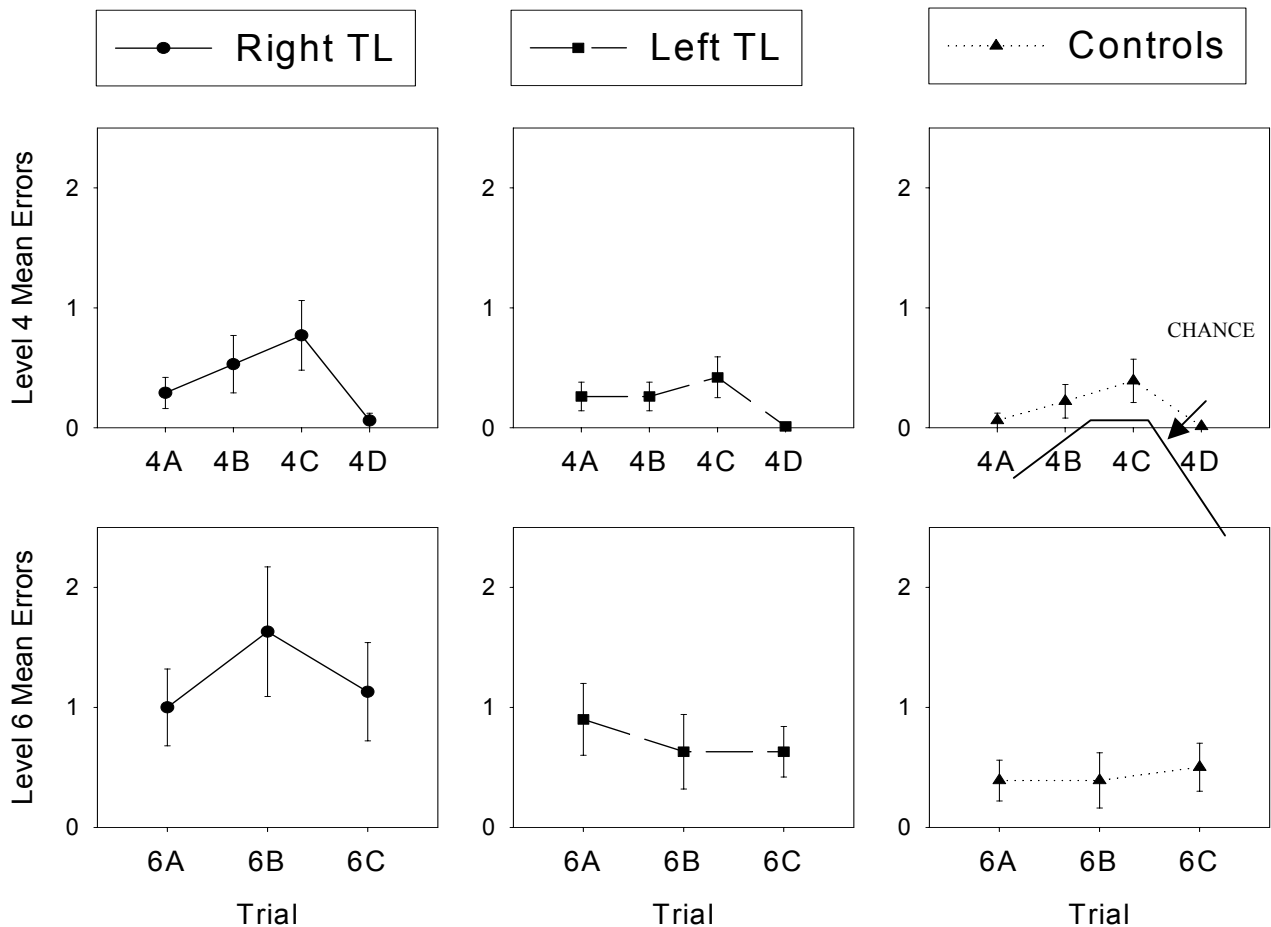 Right TL
Left TL
Controls
Level 4 Mean Errors
2
1
0
4A 4B 4C 4D
2
1
0
4A 4B 4C 4D
2
1
0
CHANCE
4A 4B 4C 4D
Level 6 Mean Errors
2
1
0
6A 6B 6C
Trial
2
1
0
6A 6B 6C
Trial
2
1
0
6A 6B 6C
Trial